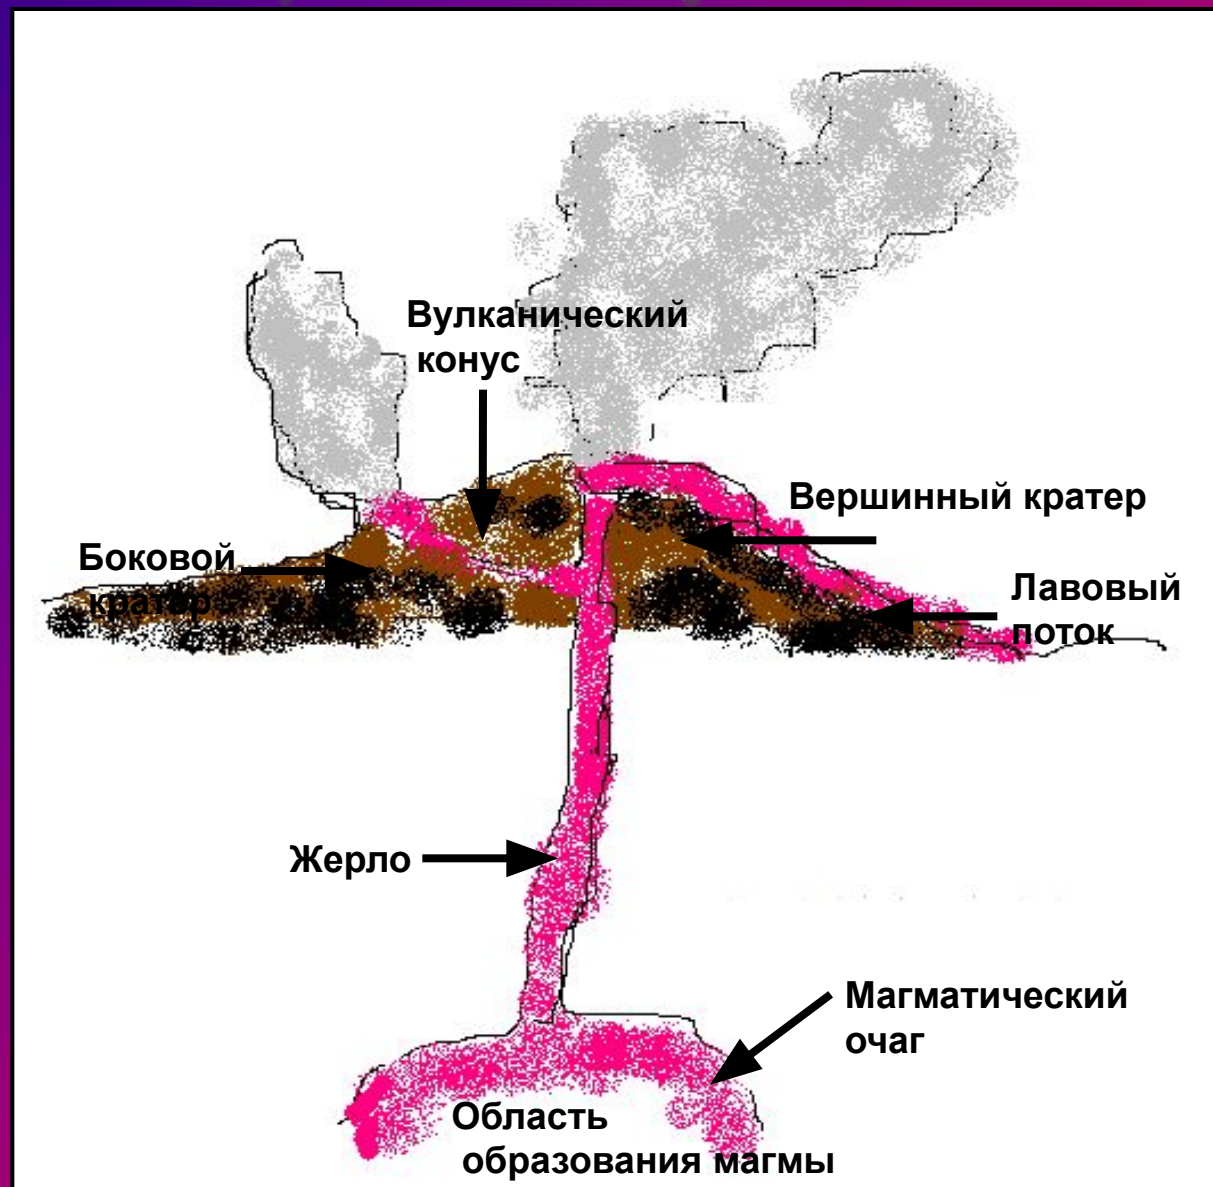 Вулканический
конус
Вершинный кратер
Боковой
кратер
Лавовый
поток
Жерло
Магматический
очаг
Область
образования магмы